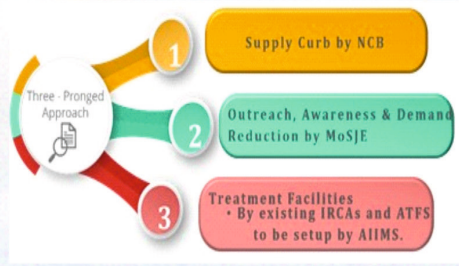 Three - Pronged
Approach
1
Supply Curb by NCB
2
Outreach, Awareness & Demand
Reduction by MoSJE
3
Treatment Facilities
• By existing IRCAs and ATFS
to be setup by AIIMS.